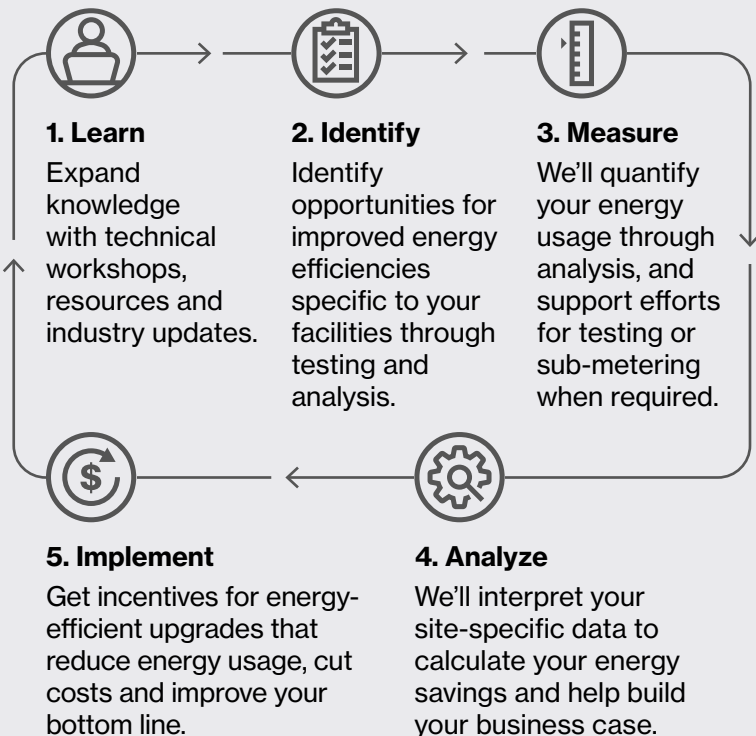 1. Learn
Expand
knowledge
with technical
workshops,
resources and
industry updates.
2. Identify
Identify
opportunities for
improved energy
efficiencies
specific to your
facilities through
testing and
analysis.
3. Measure
We’ll quantify
your energy
usage through
analysis, and
support efforts
for testing or
sub-metering
when required.
$
5. Implement
Get incentives for energy-
efficient upgrades that
reduce energy usage, cut
costs and improve your
bottom line.
4. Analyze
We’ll interpret your
site-specific data to
calculate your energy
savings and help build
your business case.